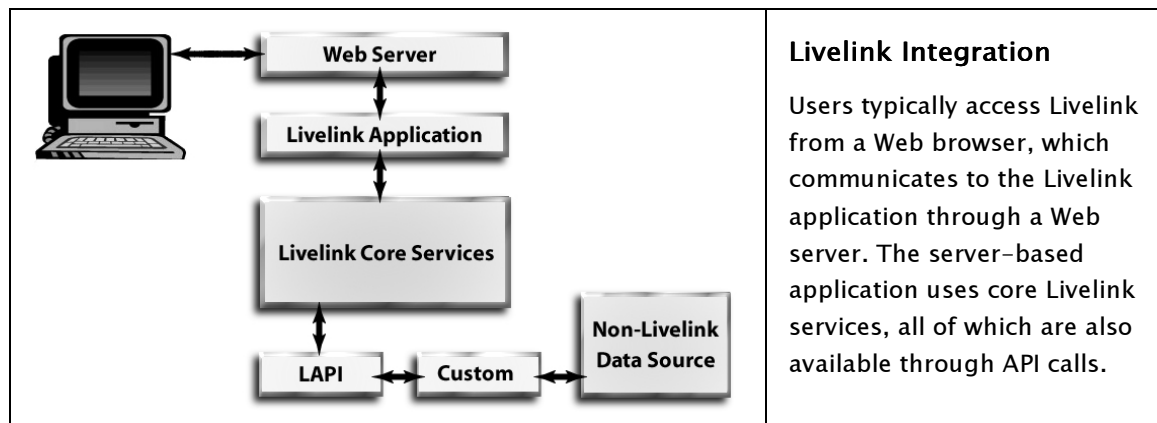 Web Server
Livelink Application
Livelink Core Services
Non-Livelink
Data Source
LAPI
Custom
Livelink Integration
Users typically access Livelink
from a Web browser, which
communicates to the Livelink
application through a Web
server. The server-based
application uses core Livelink
services, all of which are also
available through API calls.